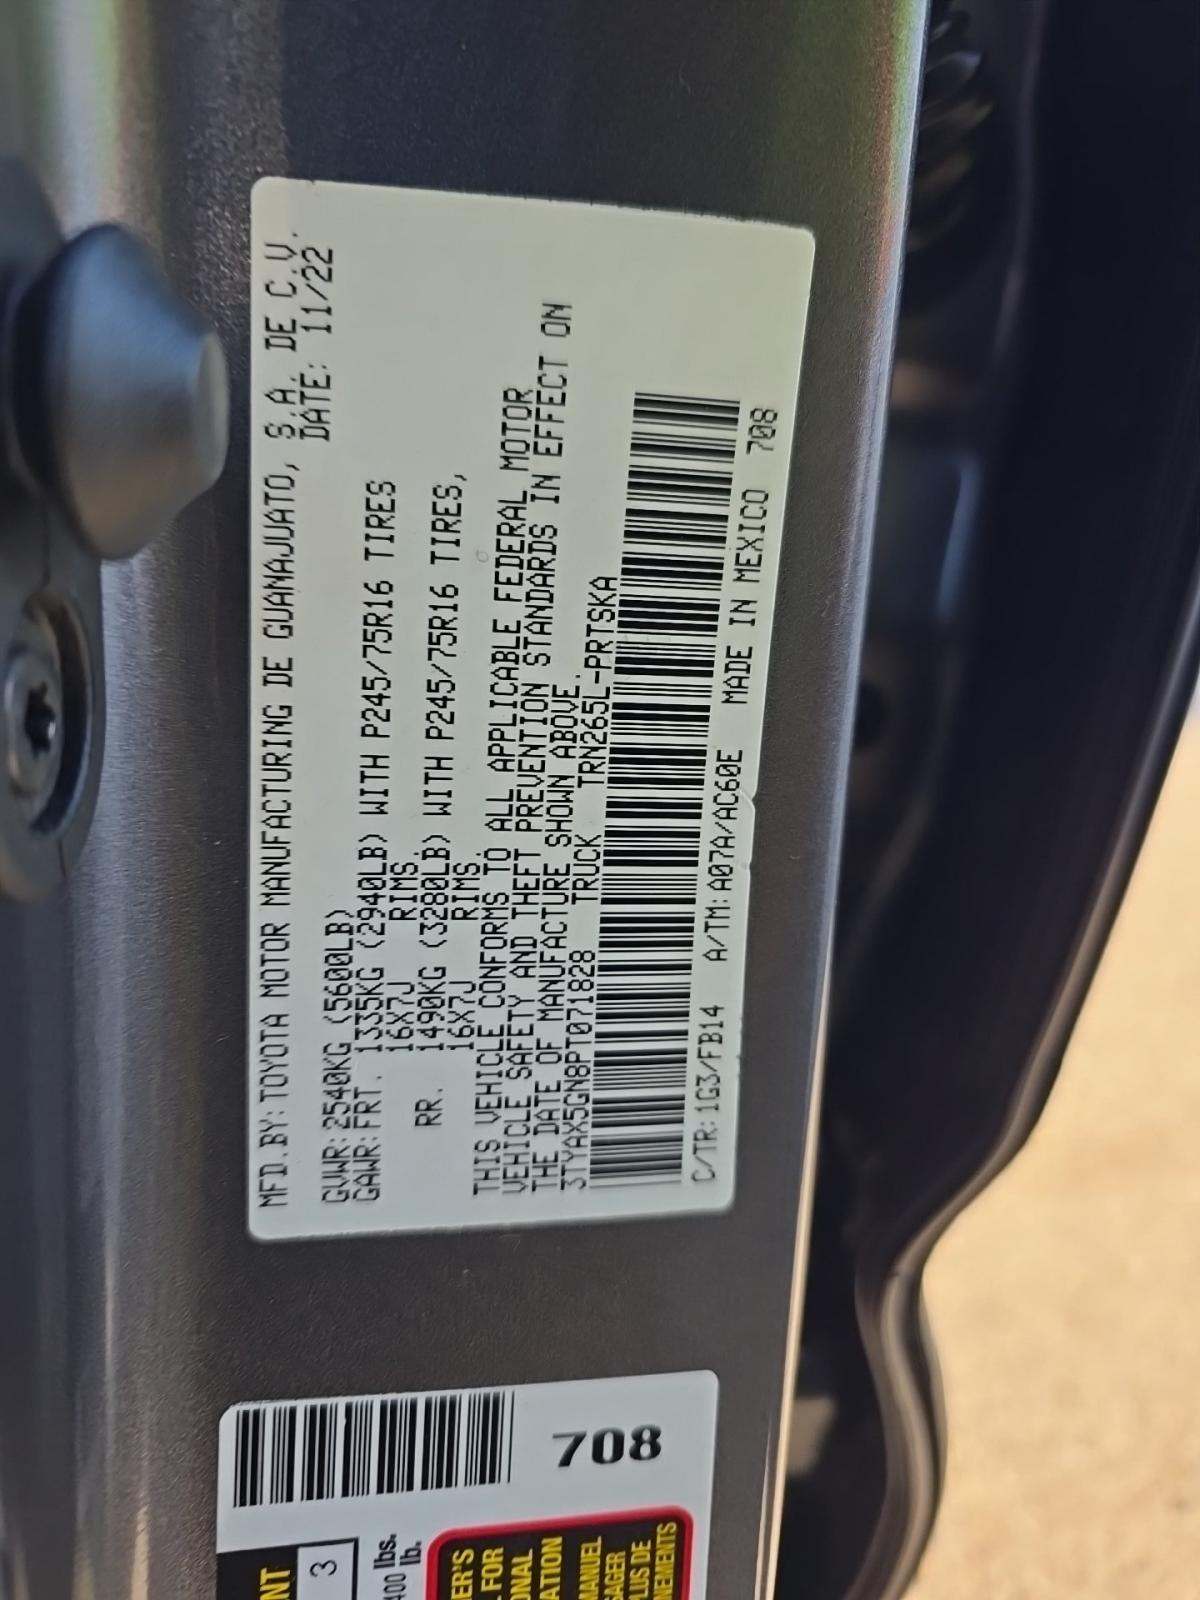 MFD.BY:TOYOTA MOTOR MANUFACTURING DE GUANAJUATO, S.A. DE C.V.
DATE: 11/22
GVWR:2540KG (5600LB)
GAWR:FRT. 1335KG (2940LB) WITH P245/75R16 TIRES
16X7J RIMS.
RR. 1490KG (3280LB) WITH P245/75R16 TIRES,
16X7J RIMS.
THIS VEHICLE CONFORMS TO ALL APPLICABLE FEDERAL MOTOR
VEHICLE SAFETY AND THEFT PREVENTION STANDARDS IN EFFECT ON
THE DATE OF MANUFACTURE SHOWN ABOVE.
3TYAX5GN8PT071828 TRUCK TRN265L-PRTSKA
C/TR:1G3/FB14 A/TM:A07A/AC60E MADE IN MEXICO 708
708
3
400 lbs.
lb.